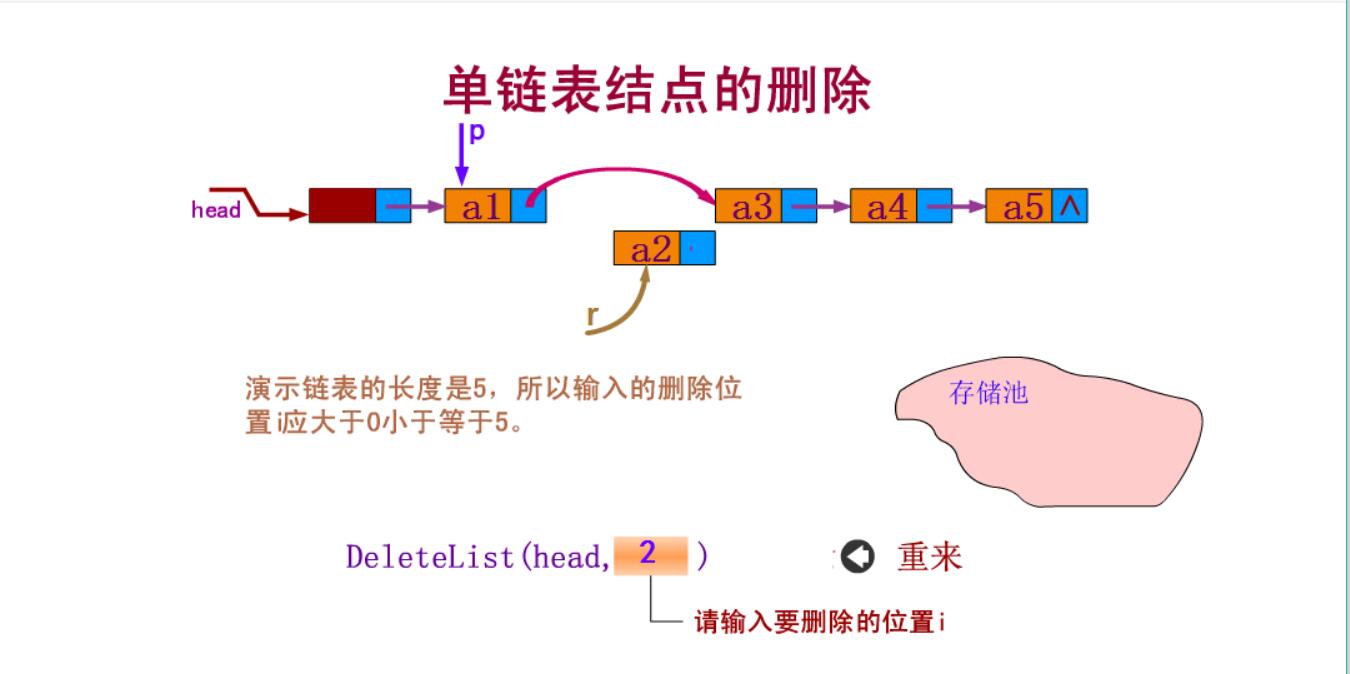 单链表结点的删除
p
head a1 a3 a4 a5 ∧
a2
r
演示链表的长度是5，所以输入的删除位
置i应大于0小于等于5。
存储池
DeleteList(head, 2 )
重来
请输入要删除的位置i